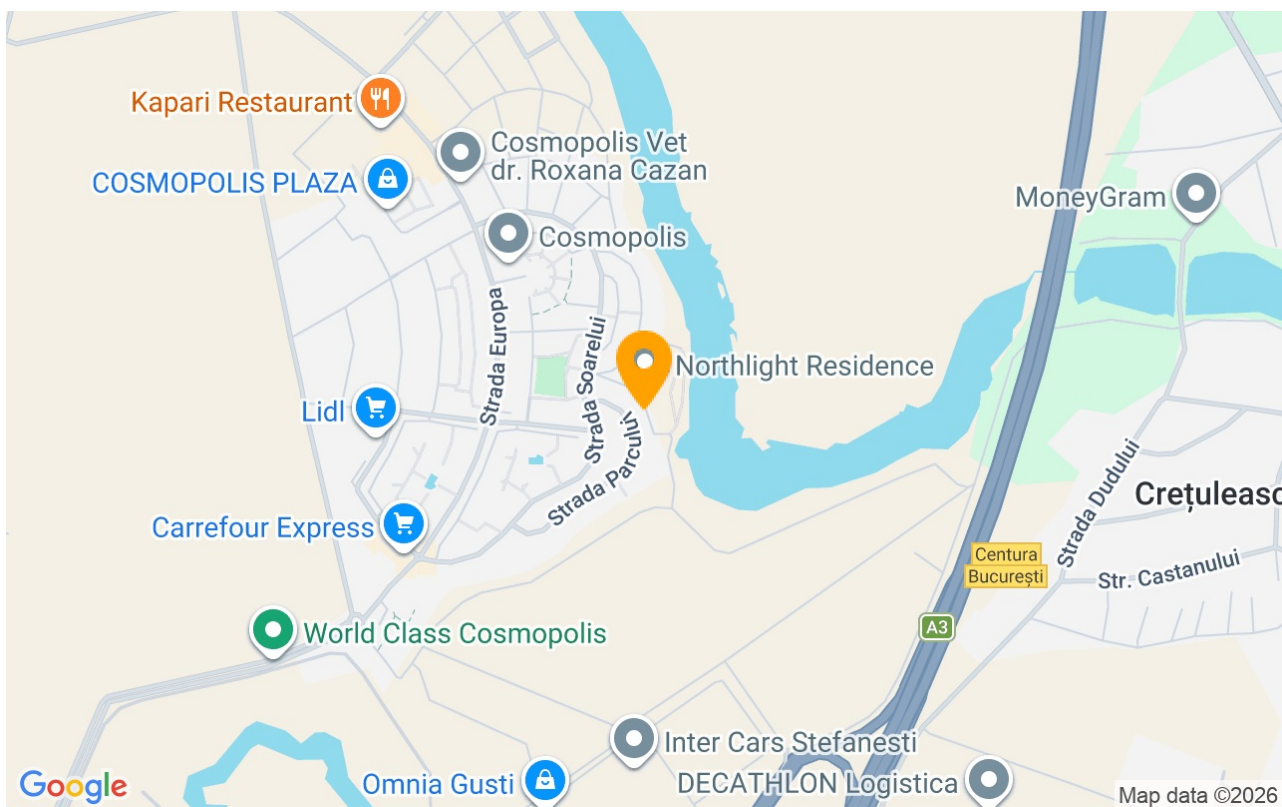 Kapari Restaurant
Cosmopolis Vet
dr. Roxana Cazan
COSMOPOLIS PLAZA
MoneyGram
Cosmopolis
Strada Europa
Strada Soarelui
Northlight Residence
Lidl
Strada Parcului
Strada Dudului
Crețuleasc
Carrefour Express
Centura
București
Str. Castanului
A3
World Class Cosmopolis
Inter Cars Stefanesti
DECATHLON Logistica
Omnia Gusti
Google
Map data ©2026